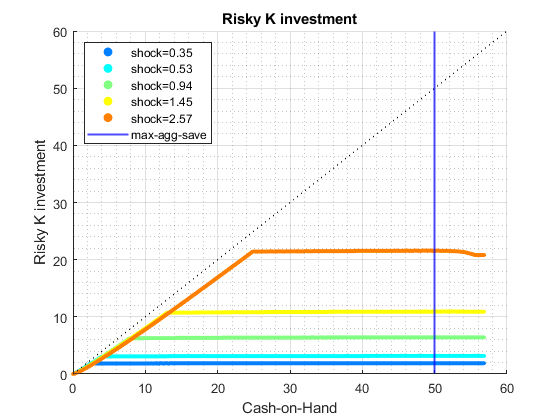 Risky K investment
60
50
40
30
20
10
0
Risky K investment
shock=0.35
shock=0.53
shock=0.94
shock=1.45
shock=2.57
max-agg-save
0 10 20 30 40 50 60
Cash-on-Hand